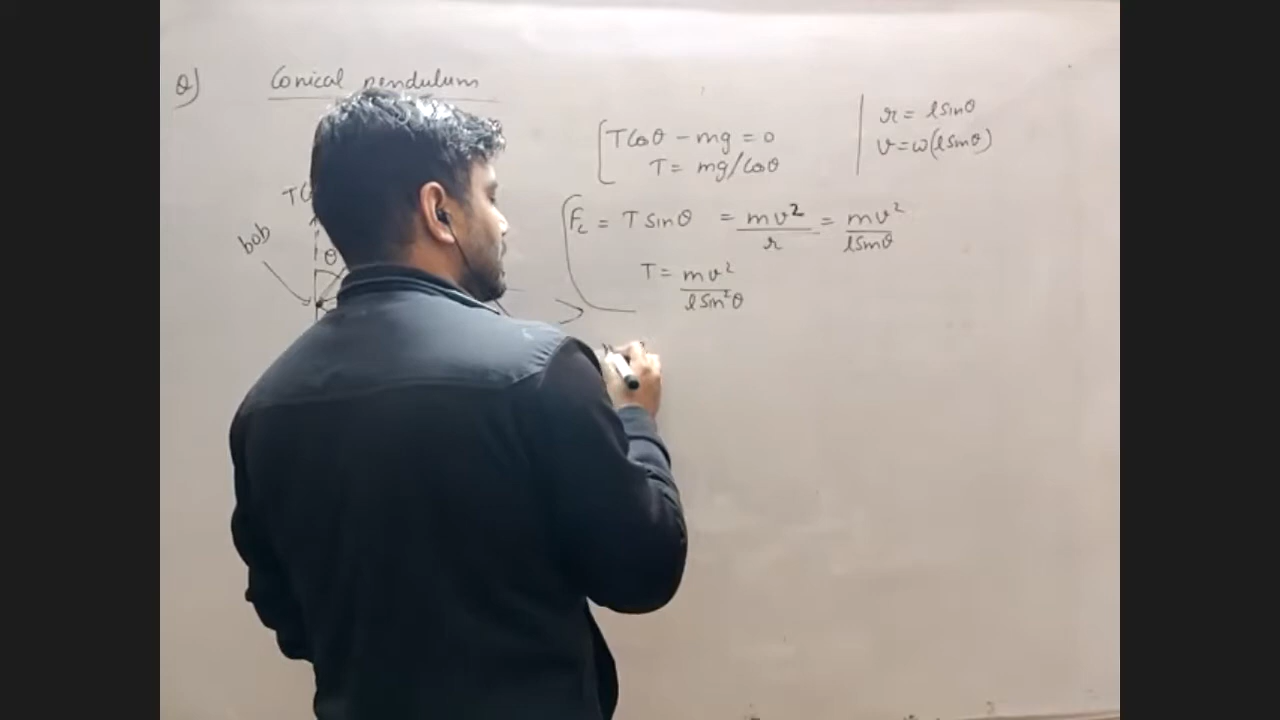 Q) Conical pendulum
r = l sinθ
v = ω(l sinθ)
T Cosθ - mg = 0
T = mg/Cosθ
Fc = T sinθ = mv²/r = mv²/l sinθ
T = mv²/l Sin²θ
bob
θ